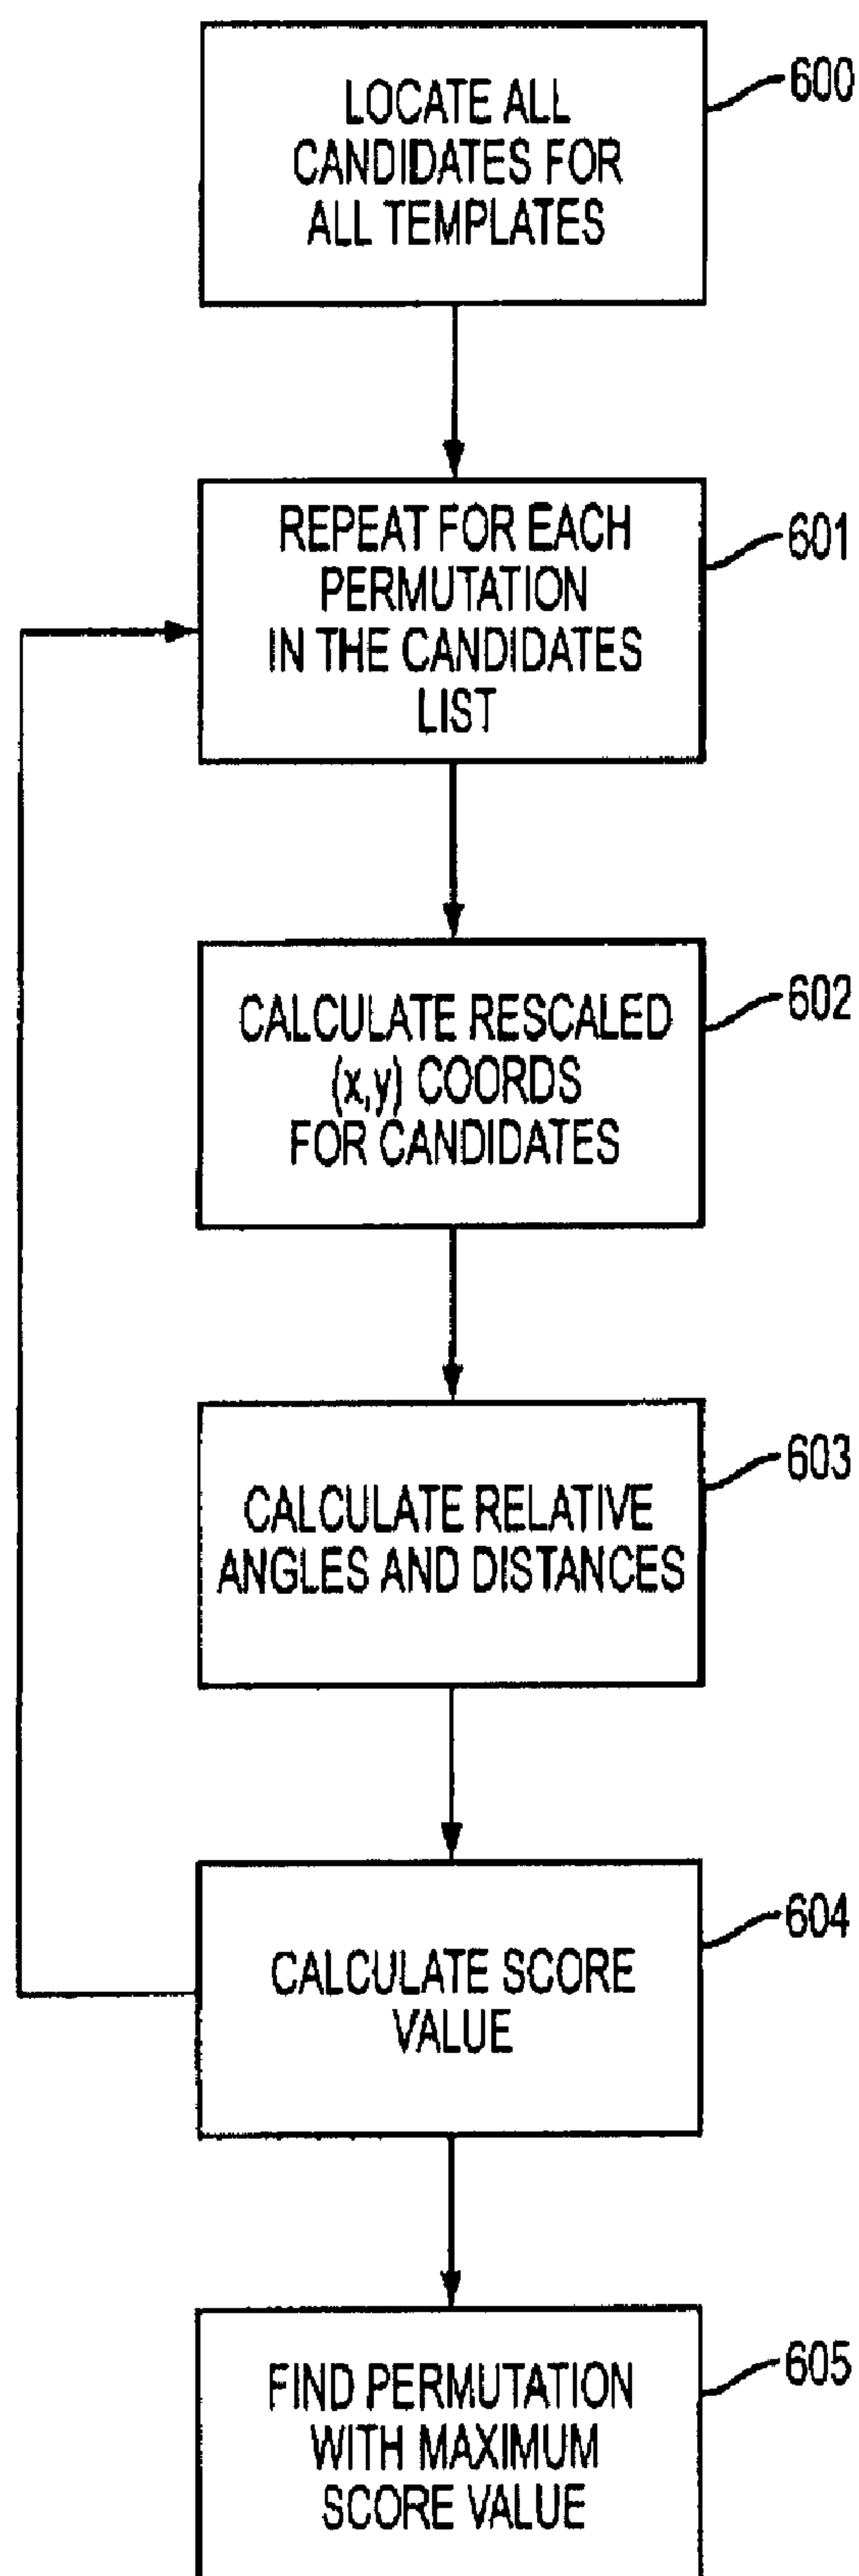 LOCATE ALL
CANDIDATES FOR
ALL TEMPLATES
600
REPEAT FOR EACH
PERMUTATION
IN THE CANDIDATES
LIST
601
CALCULATE RESCALED
(x,y) COORDS
FOR CANDIDATES
602
CALCULATE RELATIVE
ANGLES AND DISTANCES
603
CALCULATE SCORE
VALUE
604
FIND PERMUTATION
WITH MAXIMUM
SCORE VALUE
605